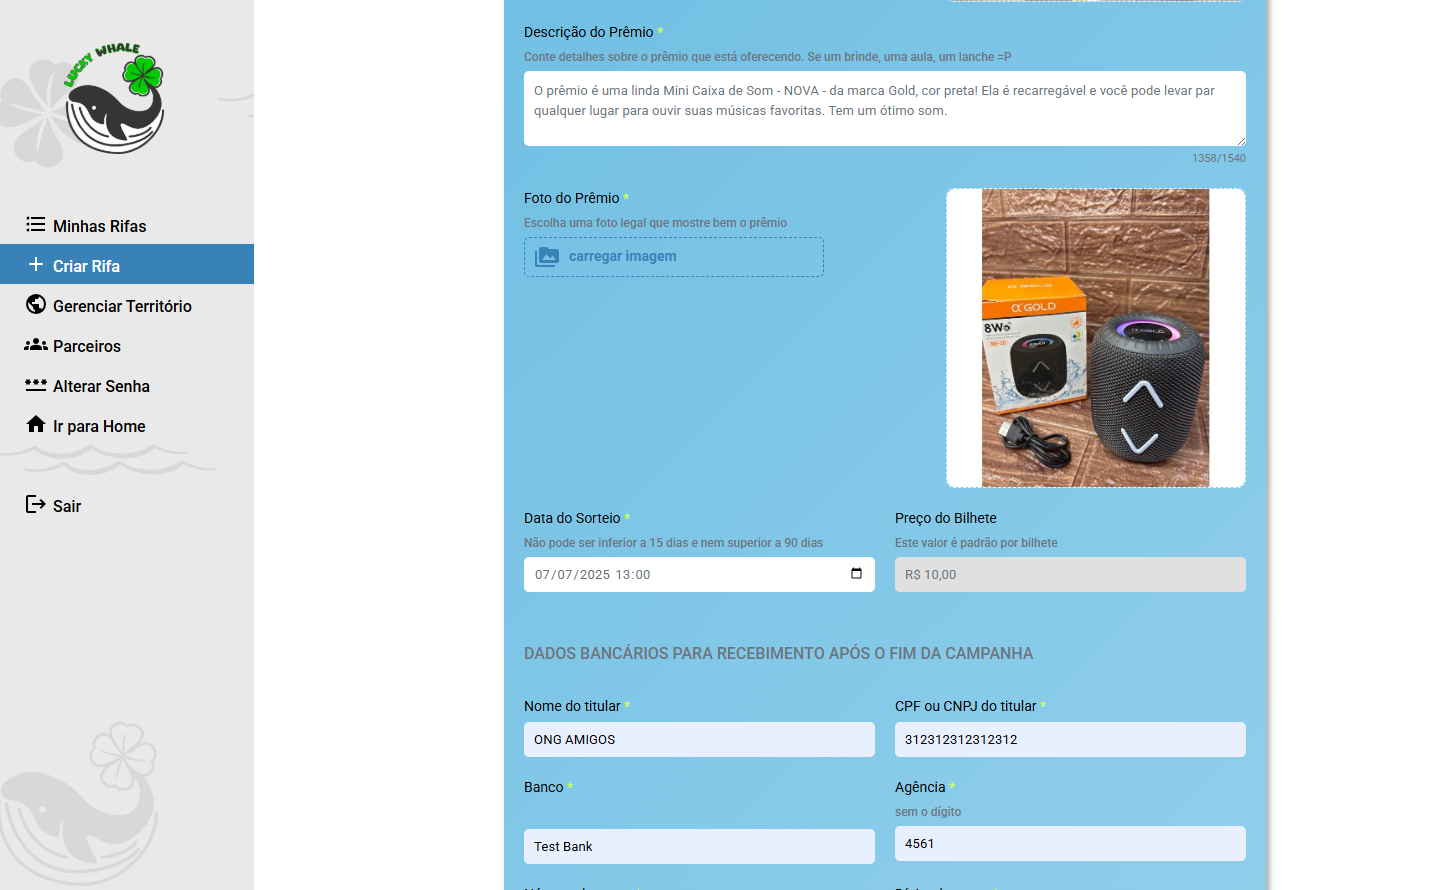 LUCKY WHALE
Minhas Rifas
Criar Rifa
Gerenciar Território
Parceiros
Alterar Senha
Ir para Home
Sair
Descrição do Prêmio *
Conte detalhes sobre o prêmio que está oferecendo. Se um brinde, uma aula, um lanche =P
O prêmio é uma linda Mini Caixa de Som - NOVA - da marca Gold, cor preta! Ela é recarregável e você pode levar par
qualquer lugar para ouvir suas músicas favoritas. Tem um ótimo som.
1358/1540
Foto do Prêmio *
Escolha uma foto legal que mostre bem o prêmio
carregar imagem
GOLD
α'GOLD
8W
Data do Sorteio *
Não pode ser inferior a 15 dias e nem superior a 90 dias
07/07/2025 13:00
Preço do Bilhete
Este valor é padrão por bilhete
R$ 10,00
DADOS BANCÁRIOS PARA RECEBIMENTO APÓS O FIM DA CAMPANHA
Nome do titular *
ONG AMIGOS
CPF ou CNPJ do titular *
312312312312312
Banco *
Test Bank
Agência *
sem o dígito
4561